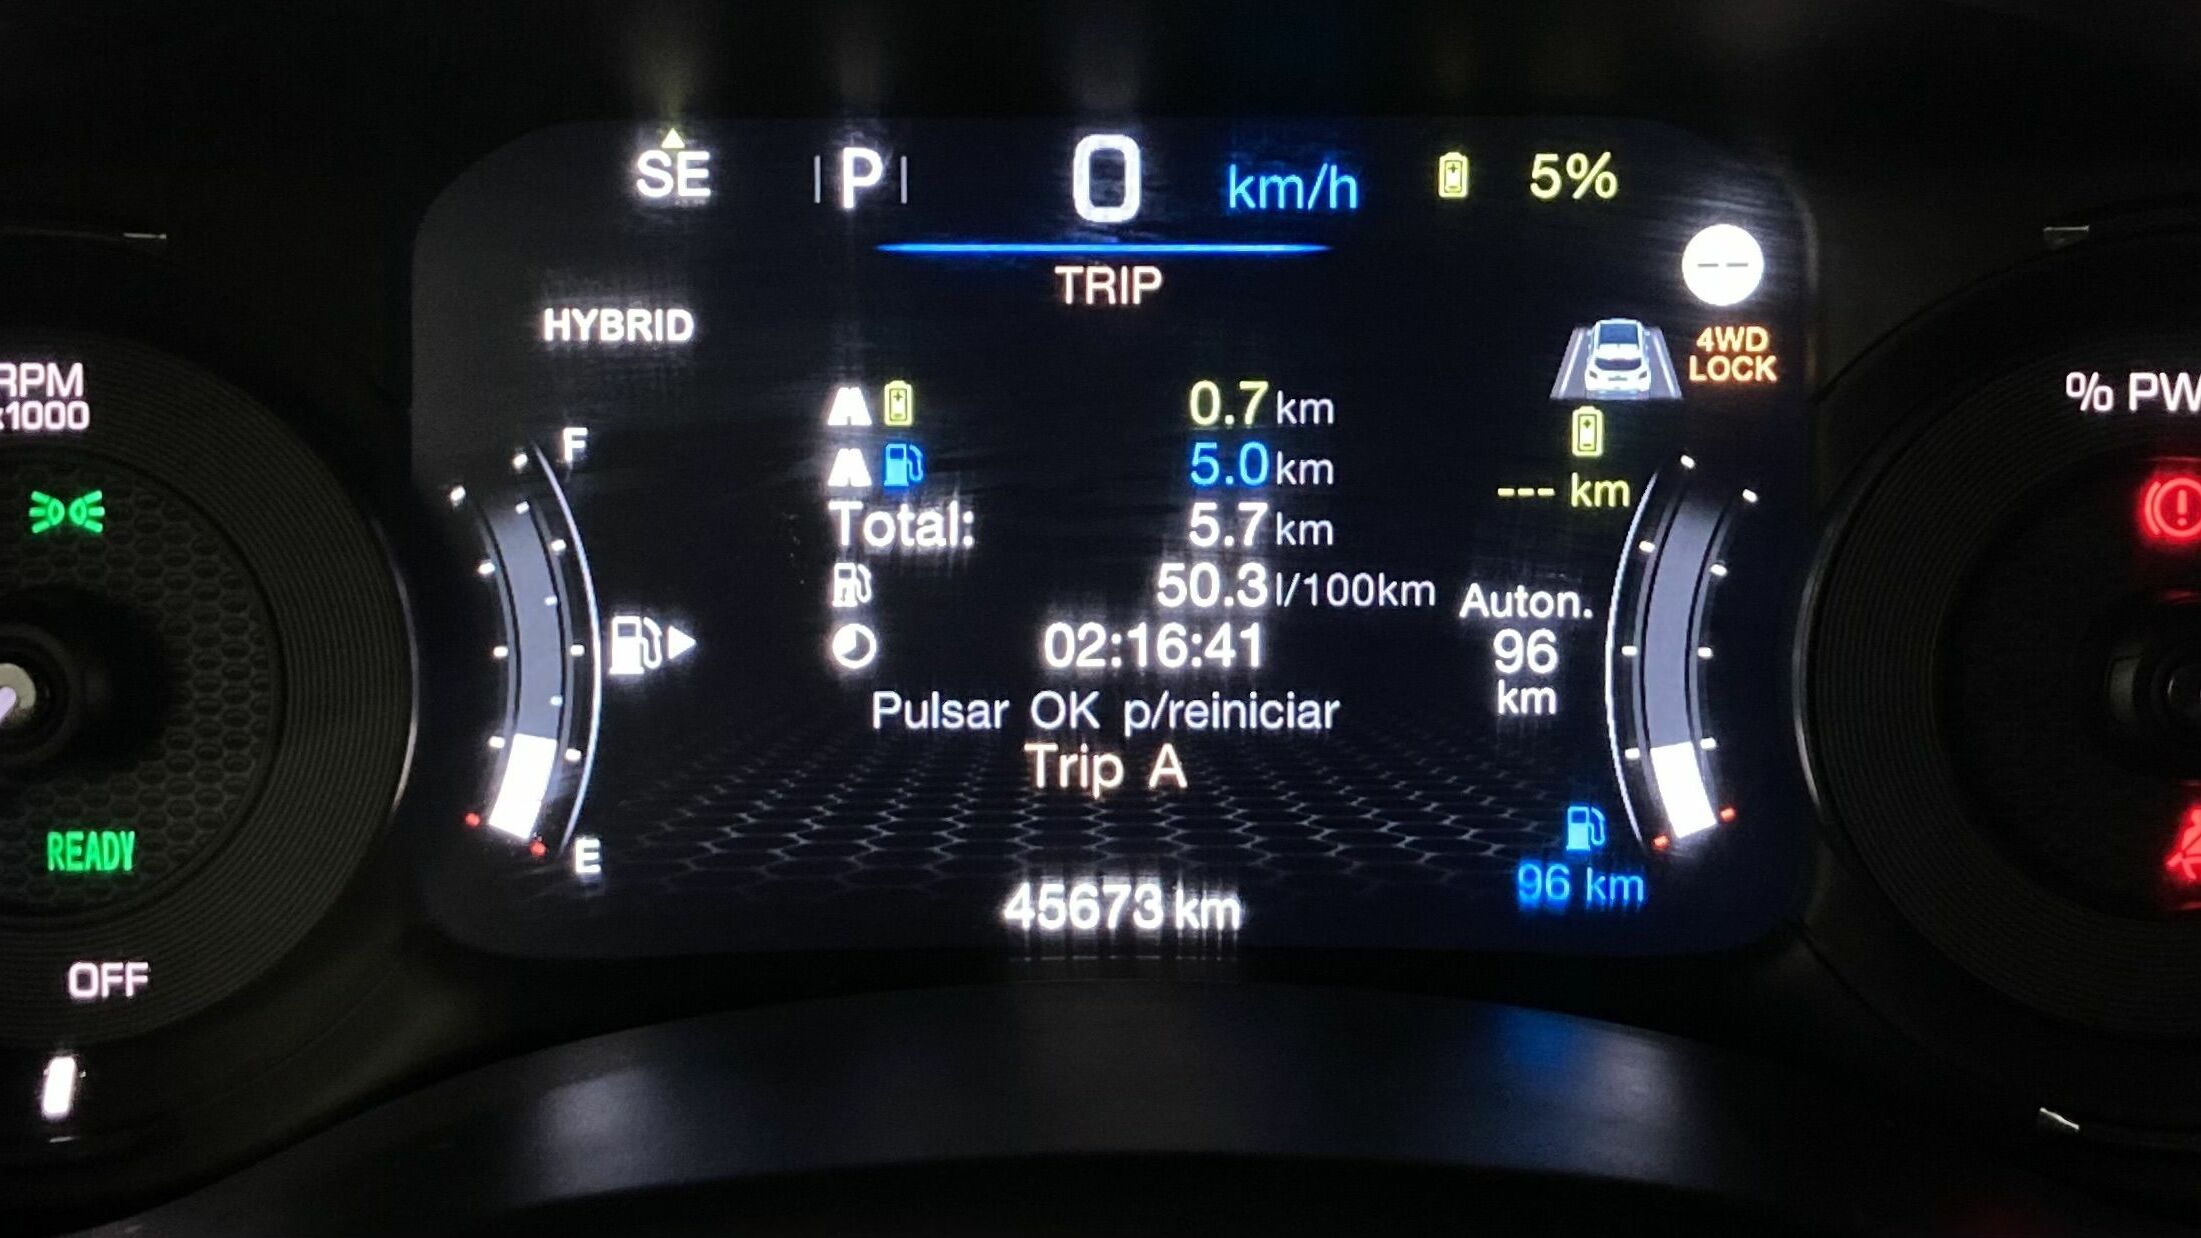 SE P 0 km/h 5%
TRIP
HYBRID
4WD
LOCK
RPM
x1000
% PW
F
0.7 km
5.0 km
--- km
Total: 5.7 km
50.3 l/100km
Auton.
96
km
02:16:41
Pulsar OK p/reiniciar
Trip A
READY
E
96 km
45673 km
OFF